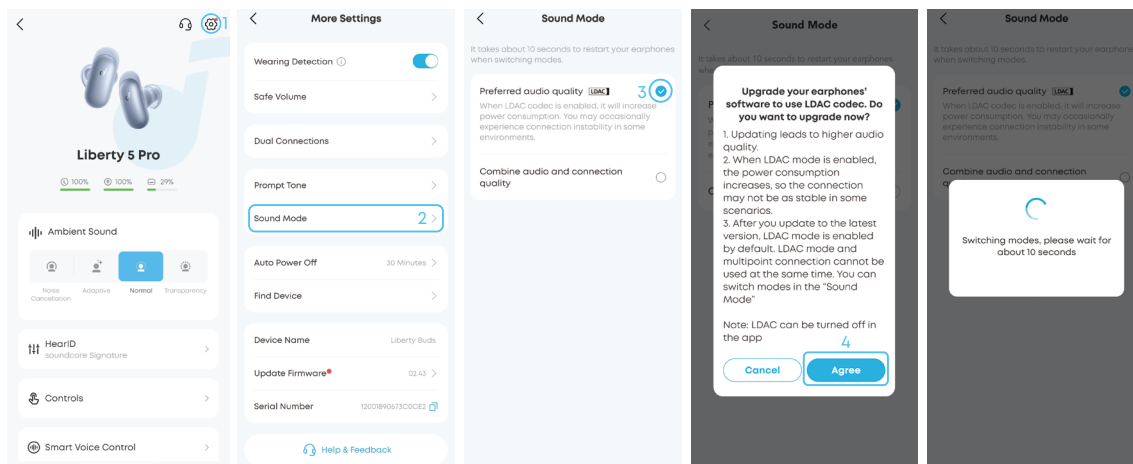 1
Liberty 5 Pro
L 100% R 100% 29%
Ambient Sound
Noise Cancellation
Adaptive
Normal
Transparency
HearID
soundcore Signature
Controls
Smart Voice Control
More Settings
Wearing Detection
Safe Volume
Dual Connections
Prompt Tone
Sound Mode 2
Auto Power Off 30 Minutes
Find Device
Device Name Liberty Buds
Update Firmware 02.43
Serial Number 12001890673C0CE2
Help & Feedback
Sound Mode
It takes about 10 seconds to restart your earphones
when switching modes.
Preferred audio quality LDAC 3
When LDAC codec is enabled, it will increase
power consumption. You may occasionally
experience connection instability in some
environments.
Combine audio and connection
quality
Sound Mode
It takes about 10 seconds to restart your earphones
Upgrade your earphones'
software to use LDAC codec. Do
you want to upgrade now?
1. Updating leads to higher audio
quality.
2. When LDAC mode is enabled,
the power consumption
increases, so the connection
may not be as stable in some
scenarios.
3. After you update to the latest
version, LDAC mode is enabled
by default. LDAC mode and
multipoint connection cannot be
used at the same time. You can
switch modes in the "Sound
Mode"
Note: LDAC can be turned off in
the app
4
Cancel
Agree
Sound Mode
It takes about 10 seconds to restart your earphone
when switching modes.
Preferred audio quality LDAC
When LDAC codec is enabled, it will increase
power consumption. You may occasionally
experience connection instability in some
environments.
Combine audio and connection
Switching modes, please wait for
about 10 seconds